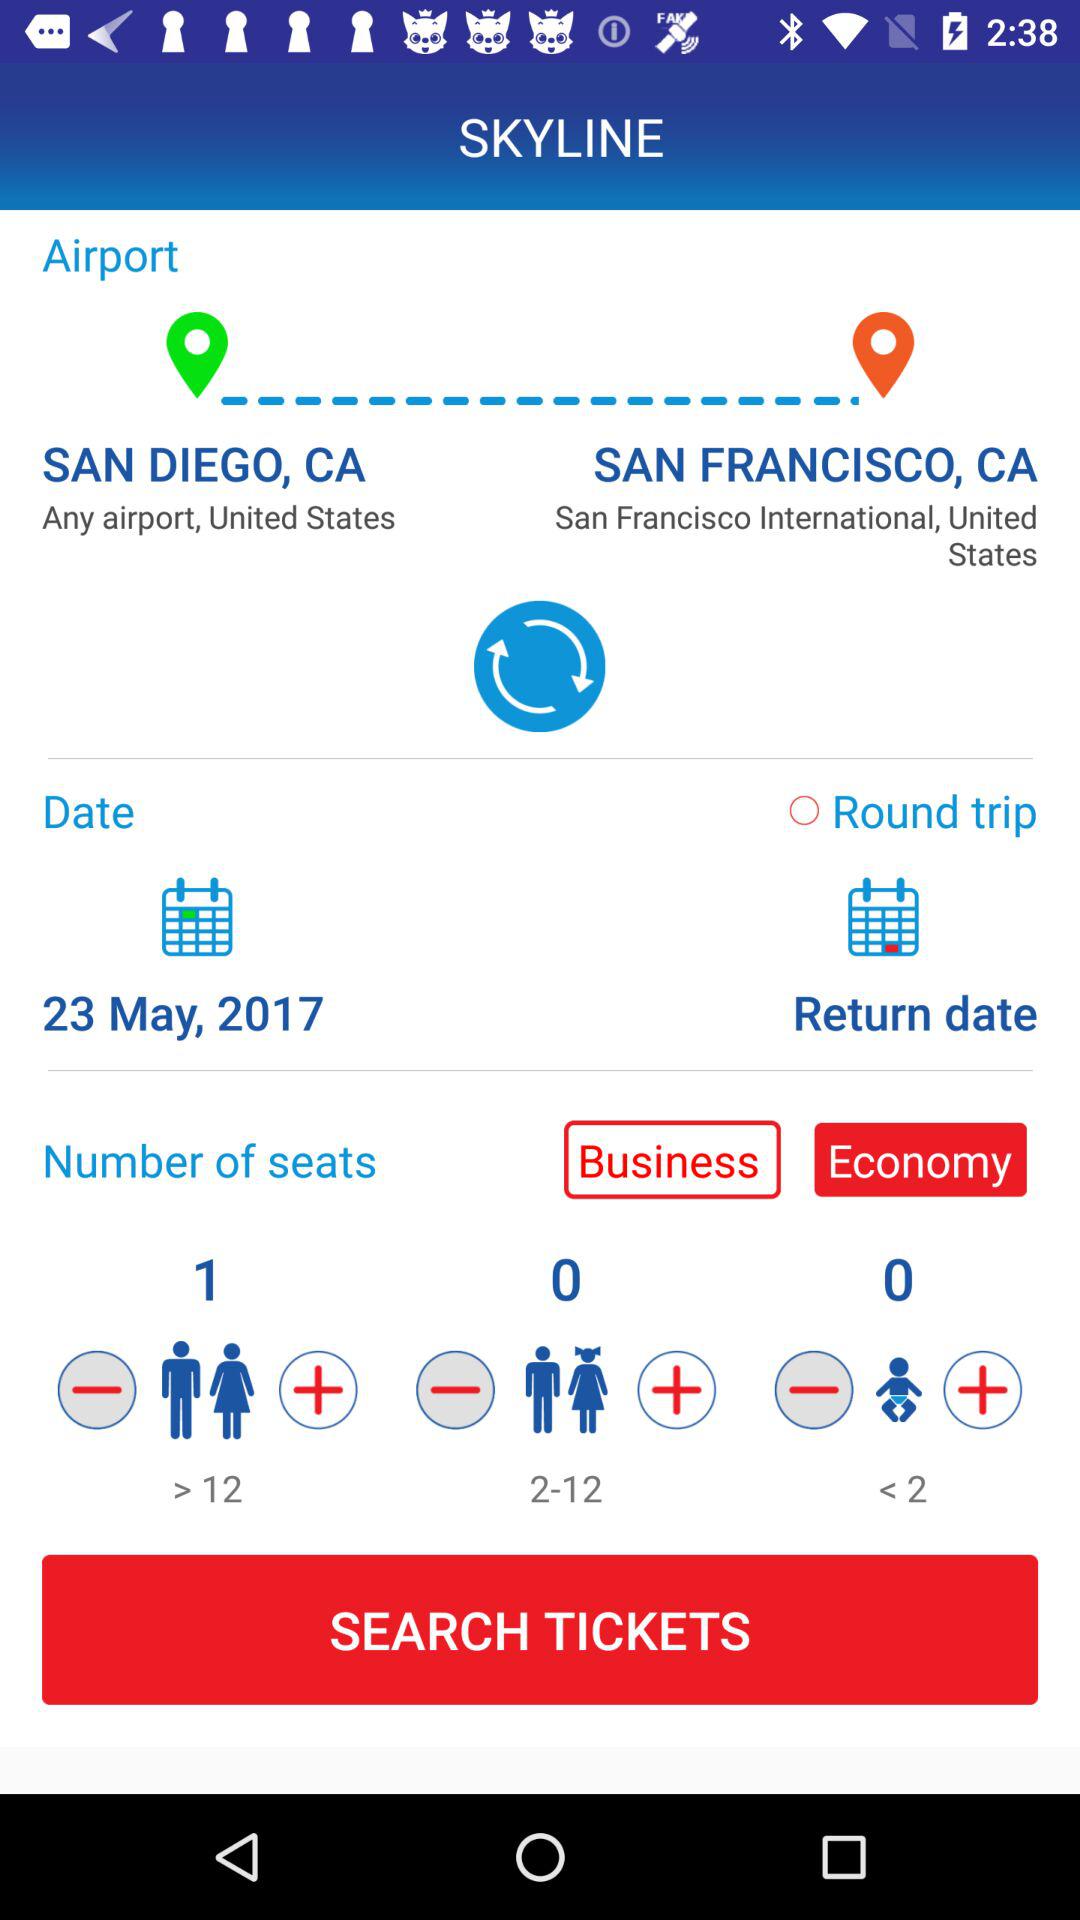 FAKE
2:38
SKYLINE
Airport
SAN DIEGO, CA
SAN FRANCISCO, CA
Any airport, United States
San Francisco International, United
States
Date
Round trip
23 May, 2017
Return date
Number of seats
Business
Economy
1
0
0
> 12
2-12
< 2
SEARCH TICKETS